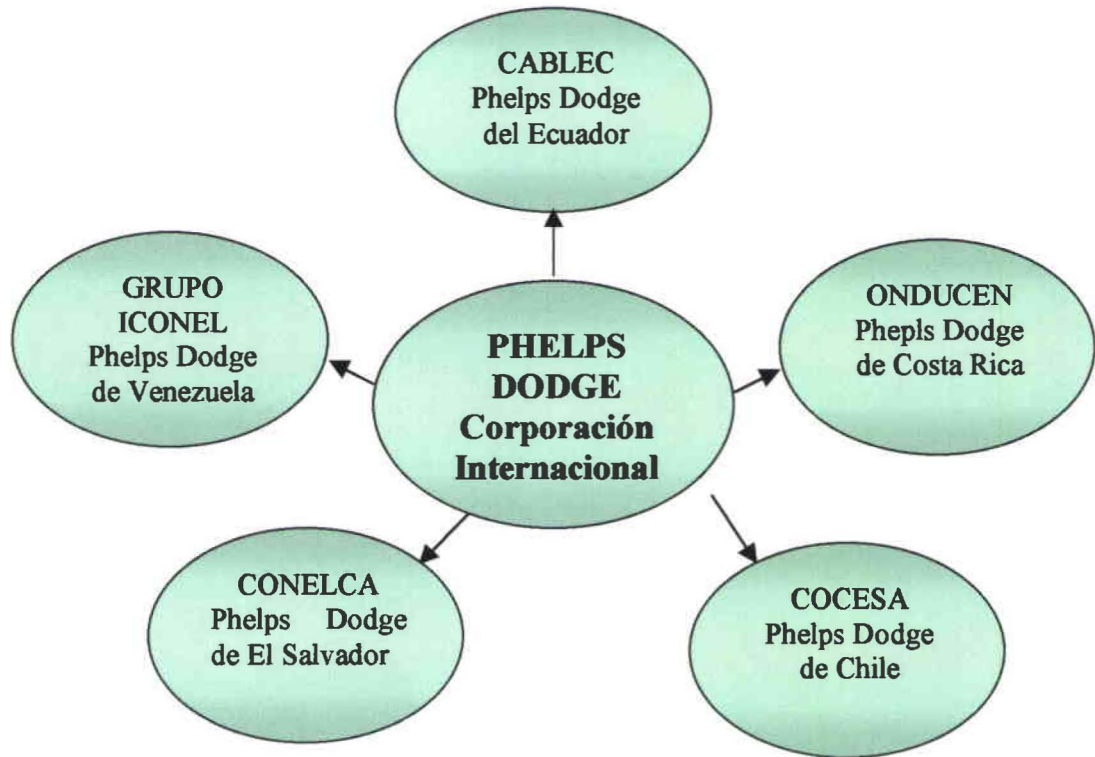 CABLEC
Phelps Dodge
del Ecuador
GRUPO
ICONEL
Phelps Dodge
de Venezuela
PHELPS
DODGE
Corporación
Internacional
ONDUCEN
Phepls Dodge
de Costa Rica
CONELCA
Phelps Dodge
de El Salvador
COCESA
Phelps Dodge
de Chile